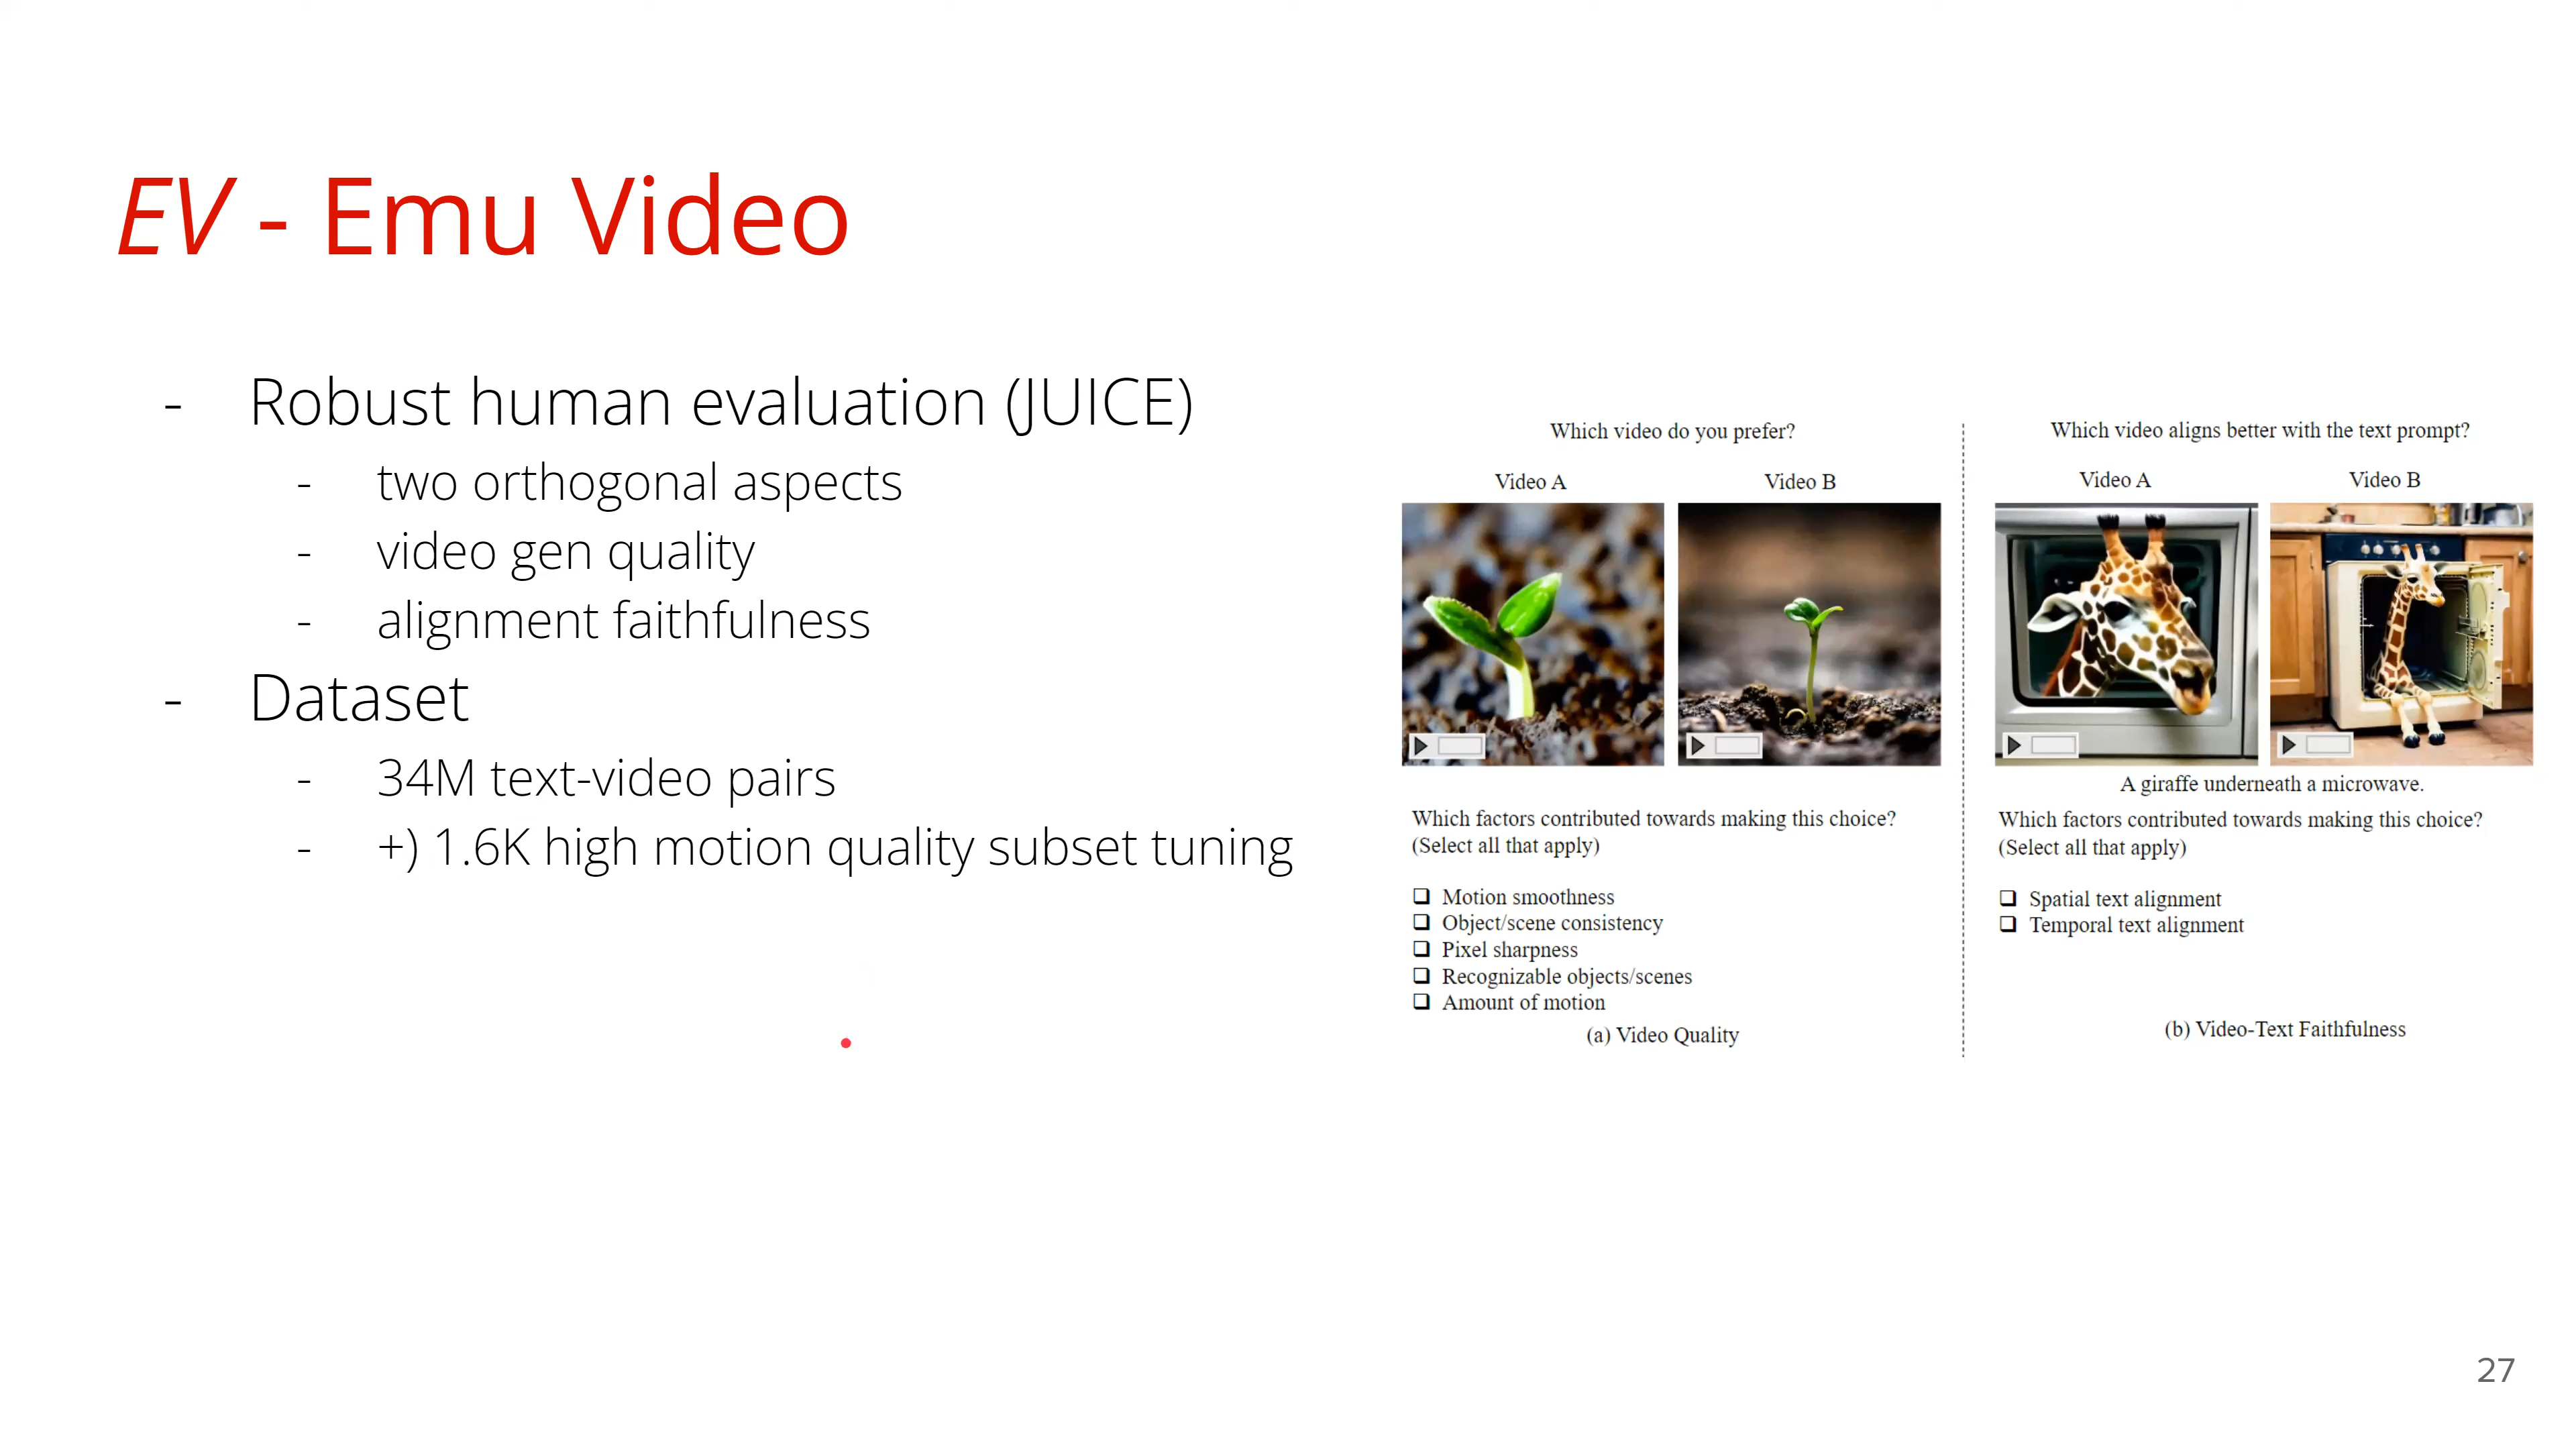 EV - Emu Video
- Robust human evaluation (JUICE)
- two orthogonal aspects
- video gen quality
- alignment faithfulness
- Dataset
- 34M text-video pairs
- +) 1.6K high motion quality subset tuning
Which video do you prefer?
Video A
Video B
Which factors contributed towards making this choice?
(Select all that apply)
❑ Motion smoothness
❑ Object/scene consistency
❑ Pixel sharpness
❑ Recognizable objects/scenes
❑ Amount of motion
(a) Video Quality
Which video aligns better with the text prompt?
Video A
Video B
A giraffe underneath a microwave.
Which factors contributed towards making this choice?
(Select all that apply)
❑ Spatial text alignment
❑ Temporal text alignment
(b) Video-Text Faithfulness
27